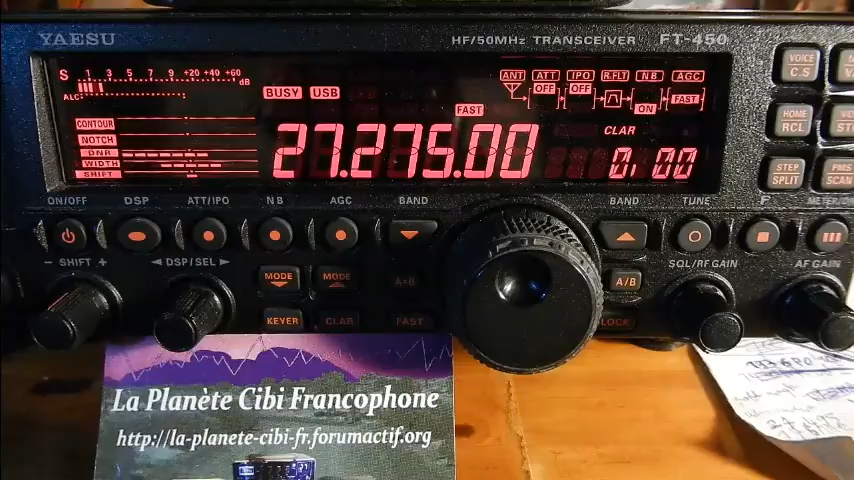 YAESU
HF/50MHz TRANSCEIVER FT-450
S 1 3 5 7 9 +20 +40 +60 dB
ALC
BUSY USB
ANT ATT IPO R.FLT NB AGC
OFF OFF ON FAST
FAST
CONTOUR
NOTCH
DNR
WIDTH
SHIFT
27.275.00
CLAR
0.00
VOICE
C.S
HOME
RCL
STEP
SPLIT
PMS
SCAN
ON/OFF DSP ATT/IPO NB AGC BAND BAND TUNE F
- SHIFT + ◄ DSP/SEL ► SQL/RF GAIN AF GAIN
MODE MODE A=B A/B
KEYER CLAR FAST LOCK
La Planète Cibi Francophone
http://la-planete-cibi-fr.forumactif.org